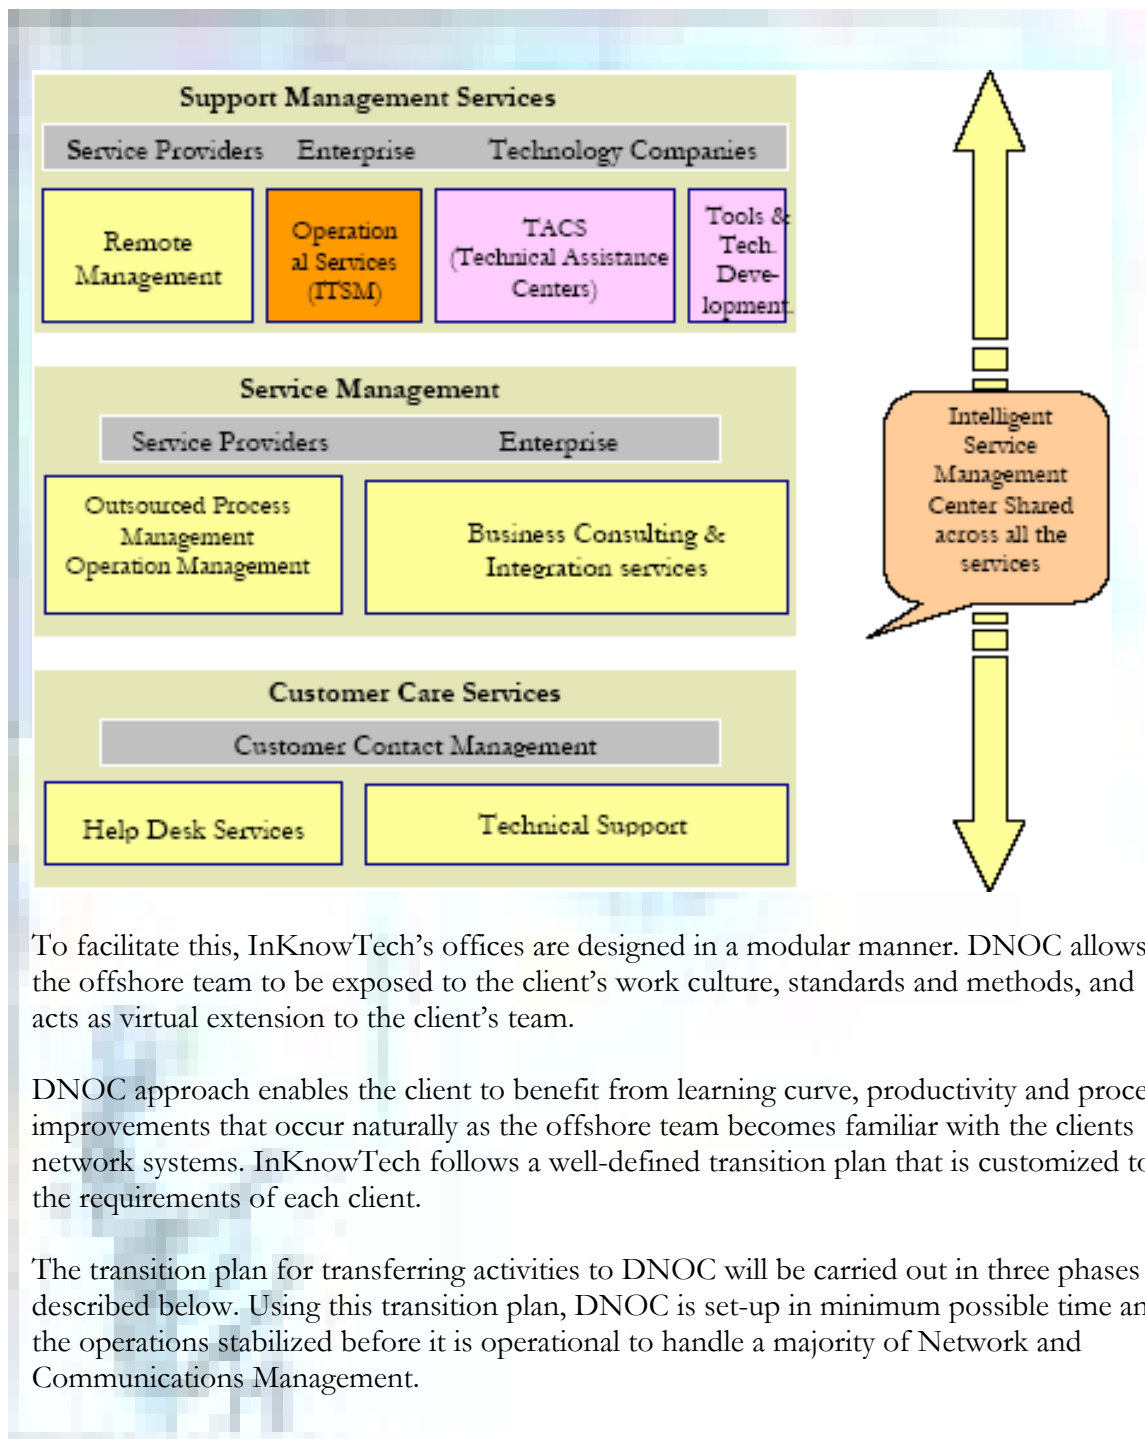 Support Management Services
Service Providers Enterprise Technology Companies
Remote
Management
Operation
al Services
(ITSM)
TACS
(Technical Assistance
Centers)
Tools &
Tech.
Deve-
lopment.
Service Management
Service Providers Enterprise
Outsourced Process
Management
Operation Management
Business Consulting &
Integration services
Customer Care Services
Customer Contact Management
Help Desk Services
Technical Support
Intelligent
Service
Management
Center Shared
across all the
services
To facilitate this, InKnowTech’s offices are designed in a modular manner. DNOC allows
the offshore team to be exposed to the client’s work culture, standards and methods, and
acts as virtual extension to the client’s team.
DNOC approach enables the client to benefit from learning curve, productivity and proce
improvements that occur naturally as the offshore team becomes familiar with the clients
network systems. InKnowTech follows a well-defined transition plan that is customized to
the requirements of each client.
The transition plan for transferring activities to DNOC will be carried out in three phases
described below. Using this transition plan, DNOC is set-up in minimum possible time an
the operations stabilized before it is operational to handle a majority of Network and
Communications Management.